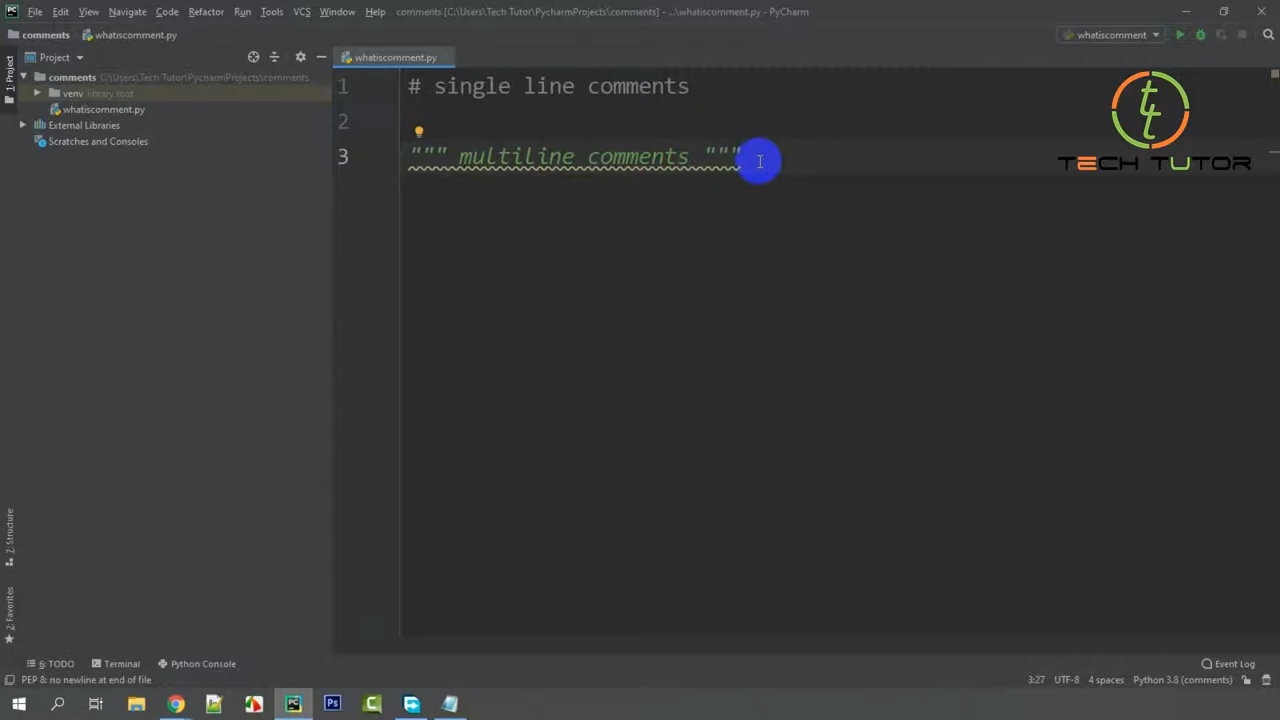 File Edit View Navigate Code Refactor Run Tools VCS Window Help comments [C:\Users\Tech Tutor\PycharmProjects\comments] - ...\whatiscomment.py - PyCharm
comments whatiscomment.py whatiscomment
Project whatiscomment.py
comments C:\Users\Tech Tutor\PycharmProjects\comments
venv library root
whatiscomment.py
External Libraries
Scratches and Consoles
1: Project
7: Structure
2: Favorites
1 # single line comments
2
3 """ multiline comments """
TECH TUTOR
6: TODO Terminal Python Console Event Log
PEP 8: no newline at end of file 3:27 UTF-8 4 spaces Python 3.8 (comments)